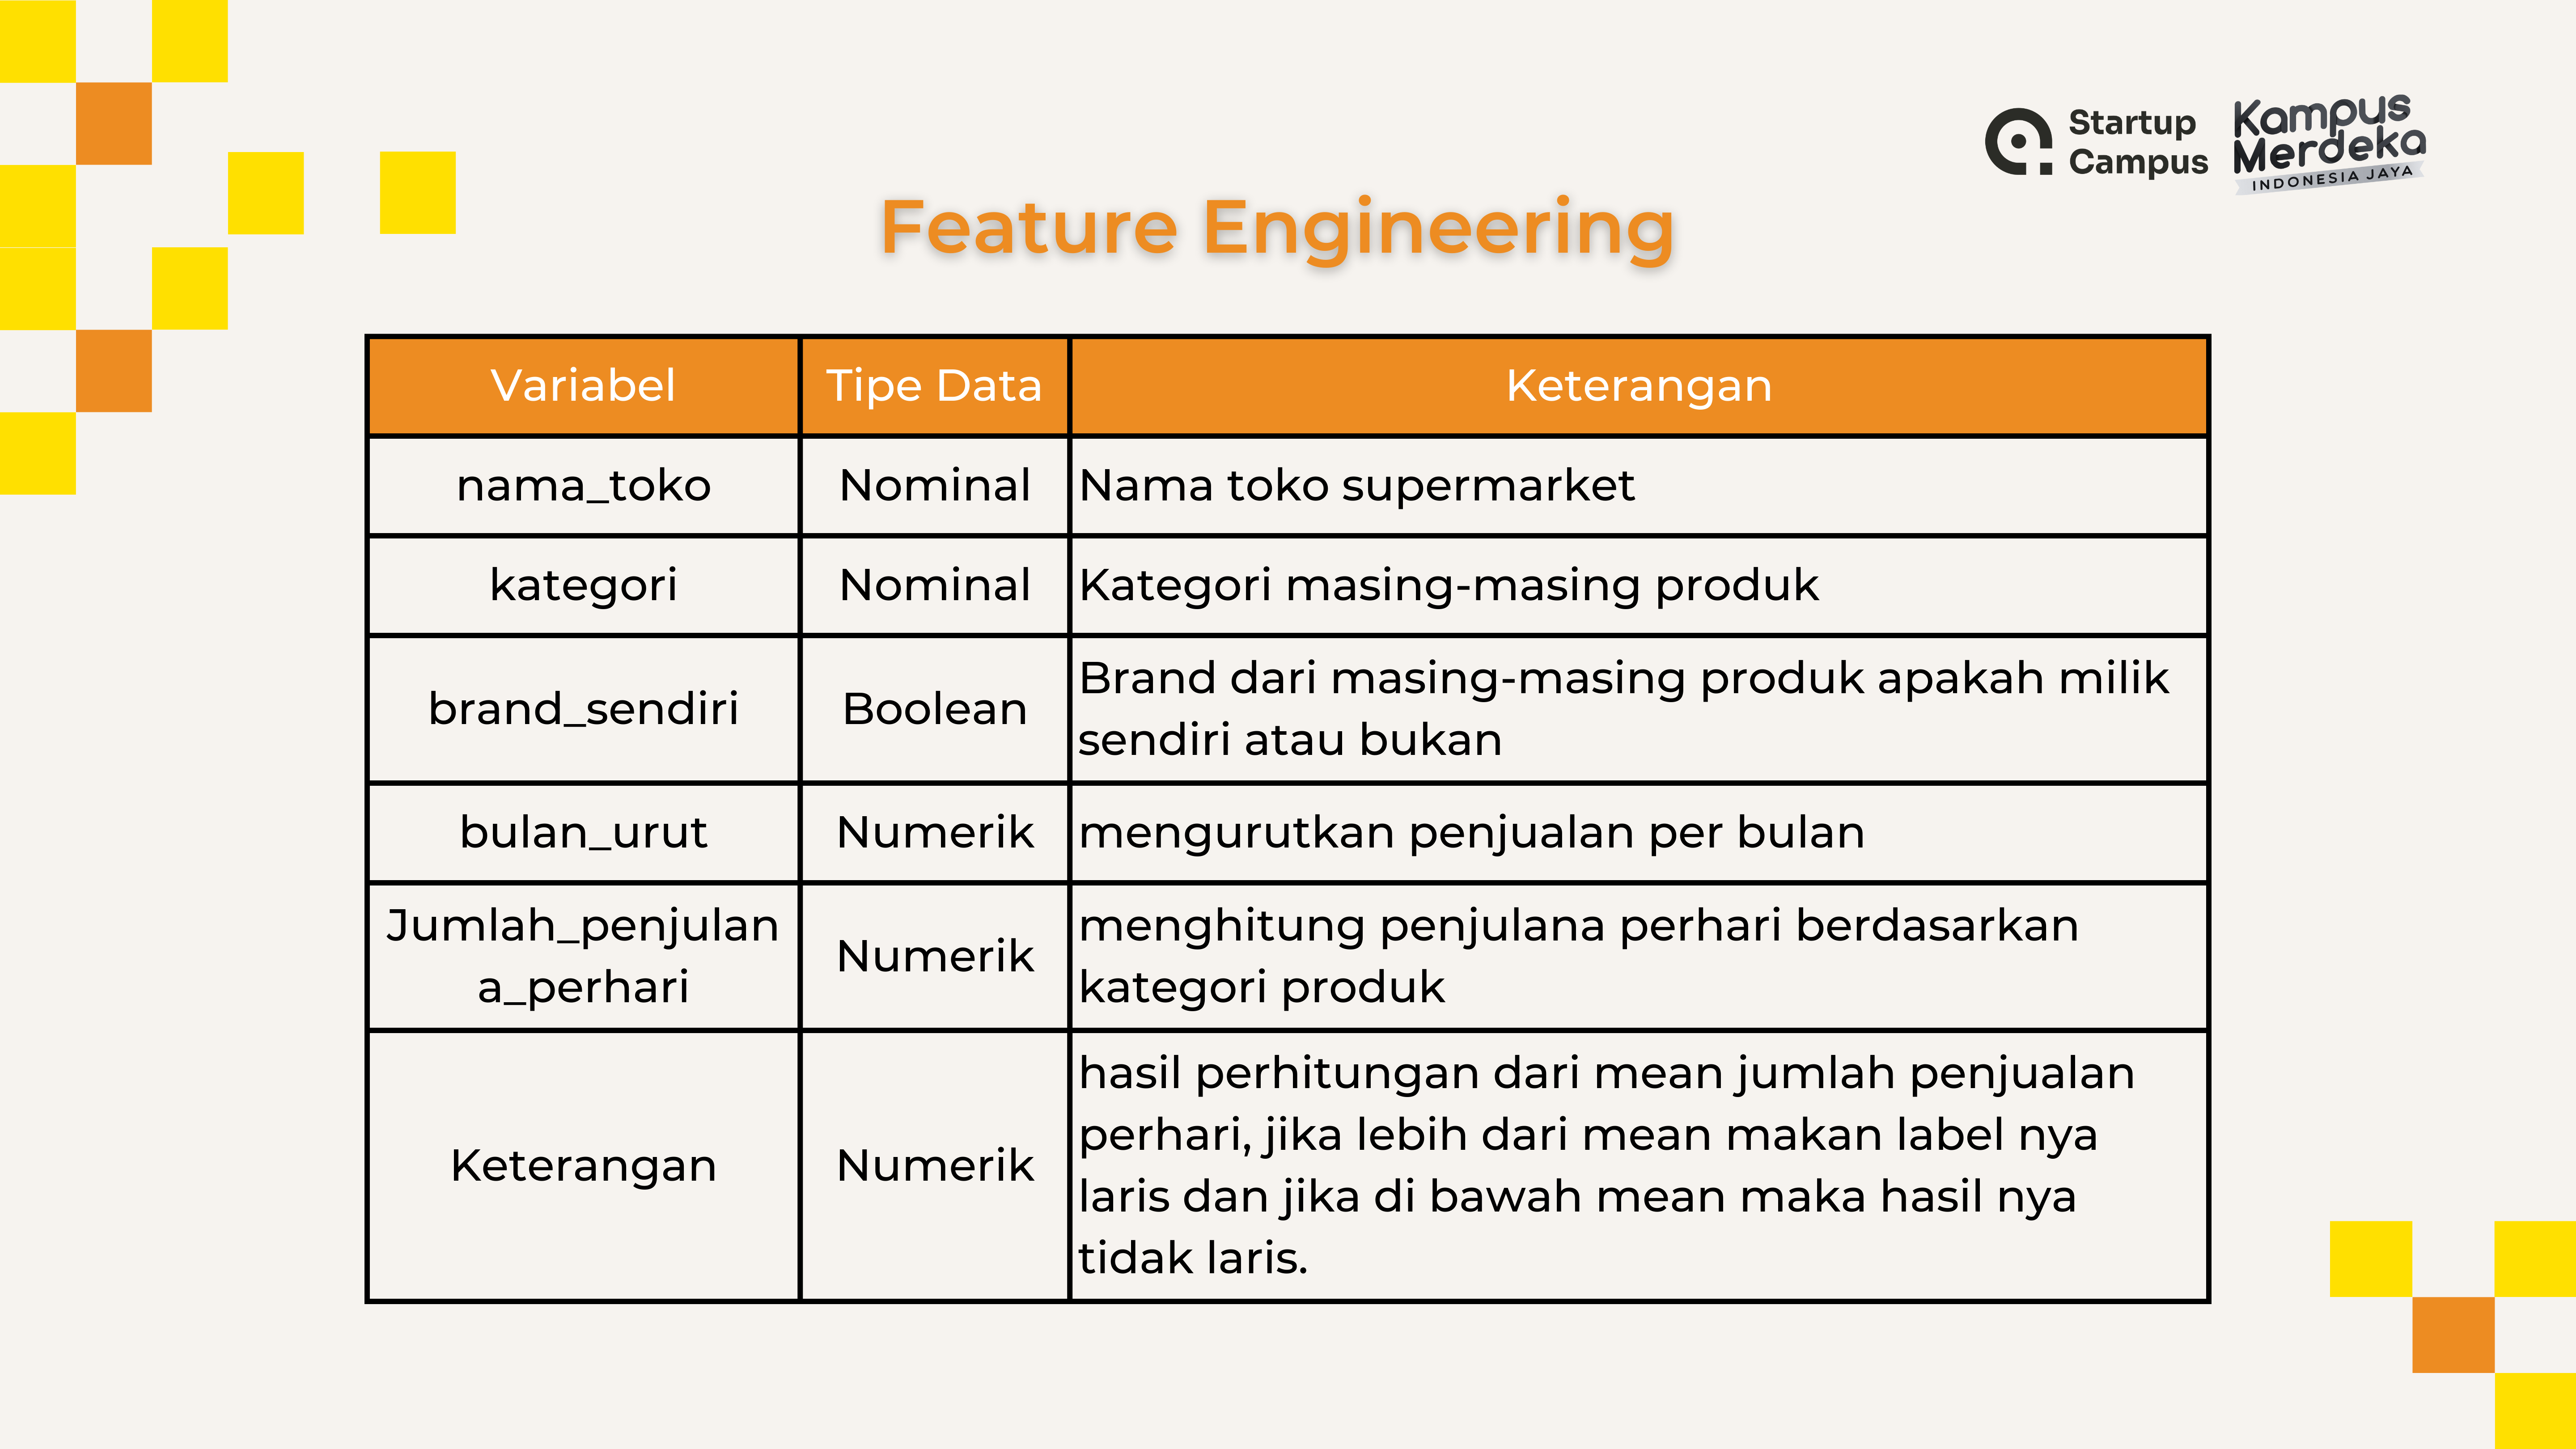 Startup
Campus
Kampus
Merdeka
INDONESIA JAYA
Feature Engineering
Variabel
Tipe Data
Keterangan
nama_toko
Nominal
Nama toko supermarket
kategori
Nominal
Kategori masing-masing produk
brand_sendiri
Boolean
Brand dari masing-masing produk apakah milik
sendiri atau bukan
bulan_urut
Numerik
mengurutkan penjualan per bulan
Jumlah_penjulan
a_perhari
Numerik
menghitung penjulana perhari berdasarkan
kategori produk
Keterangan
Numerik
hasil perhitungan dari mean jumlah penjualan
perhari, jika lebih dari mean makan label nya
laris dan jika di bawah mean maka hasil nya
tidak laris.